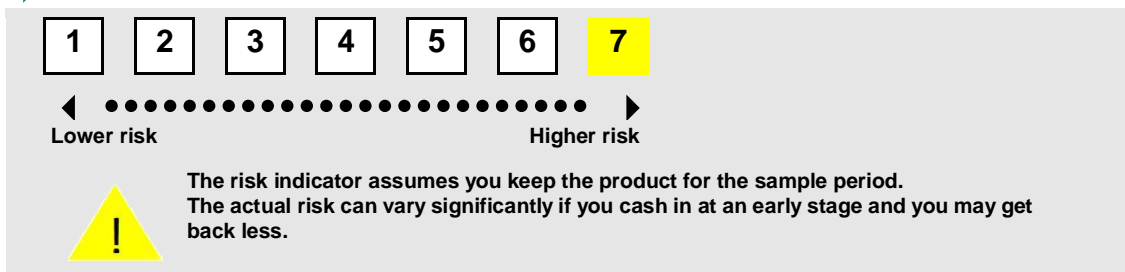 1 2 3 4 5 6 7
Lower risk Higher risk
The risk indicator assumes you keep the product for the sample period.
The actual risk can vary significantly if you cash in at an early stage and you may get
back less.
!